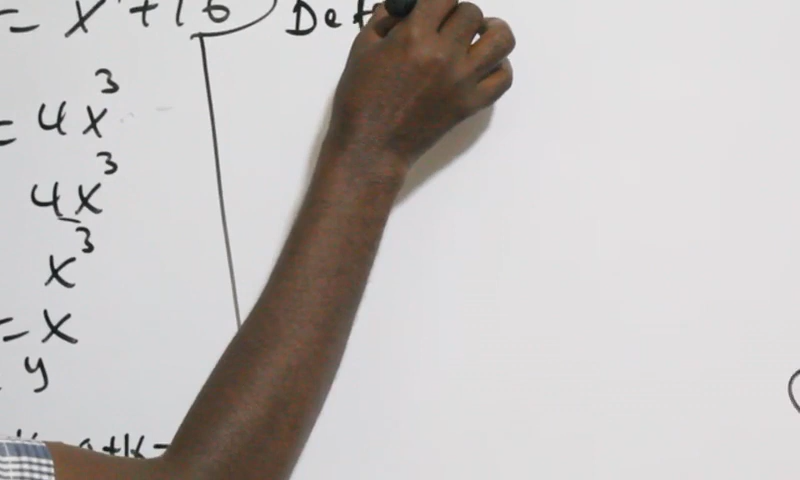 = x + 16
Det
= 4x³
4x³
x³
= x
y